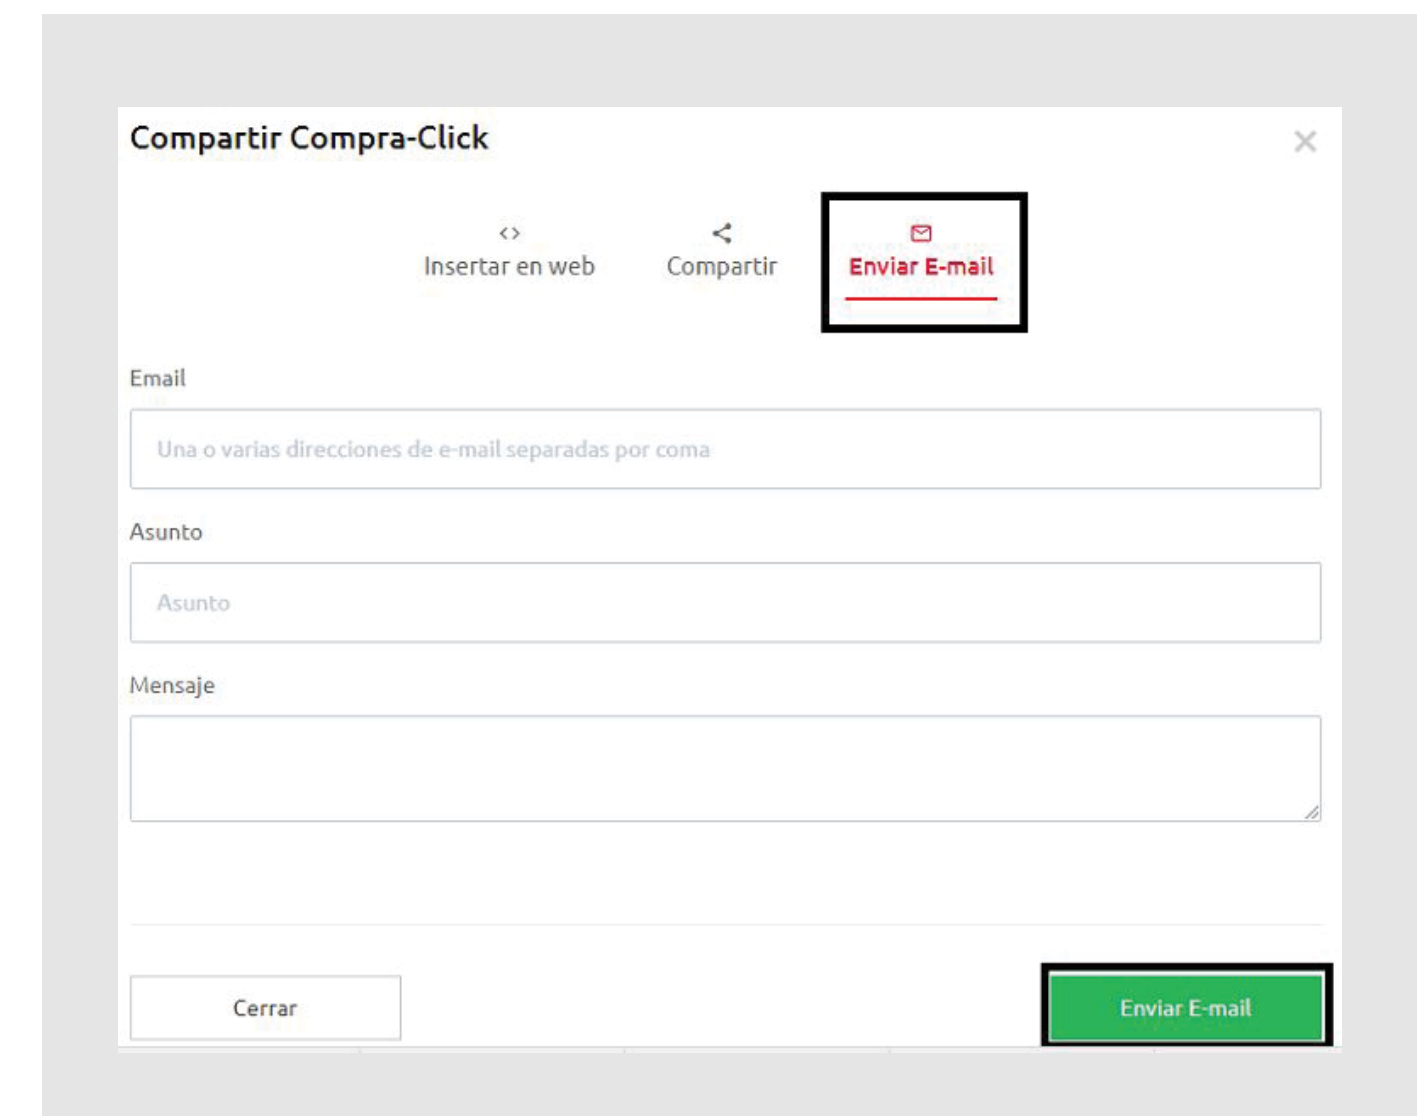 Compartir Compra-Click
Insertar en web
Compartir
Enviar E-mail
Email
Una o varias direcciones de e-mail separadas por coma
Asunto
Asunto
Mensaje
Cerrar
Enviar E-mail